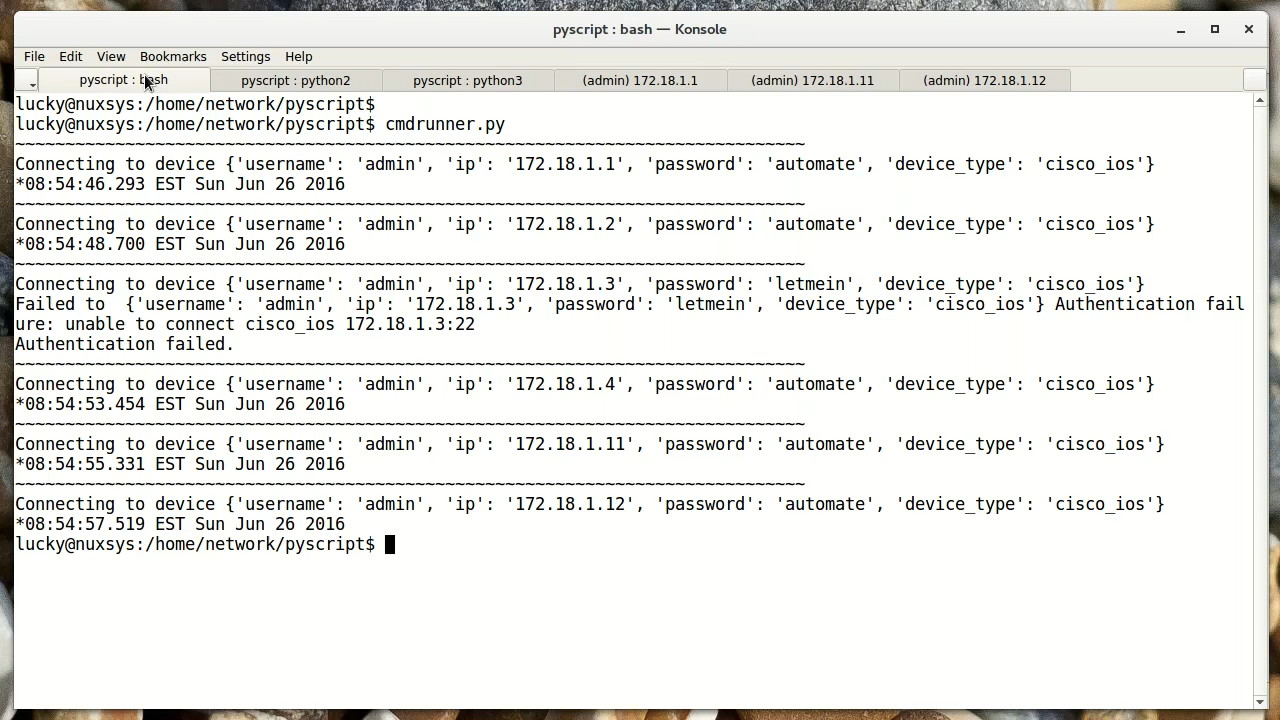 pyscript : bash — Konsole
File Edit View Bookmarks Settings Help
pyscript : bash pyscript : python2 pyscript : python3 (admin) 172.18.1.1 (admin) 172.18.1.11 (admin) 172.18.1.12
lucky@nuxsys:/home/network/pyscript$
lucky@nuxsys:/home/network/pyscript$ cmdrunner.py
~~~~~~~~~~~~~~~~~~~~~~~~~~~~~~~~~~~~~~~~~~~~~~~~~~~~~~~~~~~~~~~~~~~~~~~~~~~~~~~
Connecting to device {'username': 'admin', 'ip': '172.18.1.1', 'password': 'automate', 'device_type': 'cisco_ios'}
*08:54:46.293 EST Sun Jun 26 2016
~~~~~~~~~~~~~~~~~~~~~~~~~~~~~~~~~~~~~~~~~~~~~~~~~~~~~~~~~~~~~~~~~~~~~~~~~~~~~~~
Connecting to device {'username': 'admin', 'ip': '172.18.1.2', 'password': 'automate', 'device_type': 'cisco_ios'}
*08:54:48.700 EST Sun Jun 26 2016
~~~~~~~~~~~~~~~~~~~~~~~~~~~~~~~~~~~~~~~~~~~~~~~~~~~~~~~~~~~~~~~~~~~~~~~~~~~~~~~
Connecting to device {'username': 'admin', 'ip': '172.18.1.3', 'password': 'letmein', 'device_type': 'cisco_ios'}
Failed to  {'username': 'admin', 'ip': '172.18.1.3', 'password': 'letmein', 'device_type': 'cisco_ios'} Authentication fail
ure: unable to connect cisco_ios 172.18.1.3:22
Authentication failed.
~~~~~~~~~~~~~~~~~~~~~~~~~~~~~~~~~~~~~~~~~~~~~~~~~~~~~~~~~~~~~~~~~~~~~~~~~~~~~~~
Connecting to device {'username': 'admin', 'ip': '172.18.1.4', 'password': 'automate', 'device_type': 'cisco_ios'}
*08:54:53.454 EST Sun Jun 26 2016
~~~~~~~~~~~~~~~~~~~~~~~~~~~~~~~~~~~~~~~~~~~~~~~~~~~~~~~~~~~~~~~~~~~~~~~~~~~~~~~
Connecting to device {'username': 'admin', 'ip': '172.18.1.11', 'password': 'automate', 'device_type': 'cisco_ios'}
*08:54:55.331 EST Sun Jun 26 2016
~~~~~~~~~~~~~~~~~~~~~~~~~~~~~~~~~~~~~~~~~~~~~~~~~~~~~~~~~~~~~~~~~~~~~~~~~~~~~~~
Connecting to device {'username': 'admin', 'ip': '172.18.1.12', 'password': 'automate', 'device_type': 'cisco_ios'}
*08:54:57.519 EST Sun Jun 26 2016
lucky@nuxsys:/home/network/pyscript$